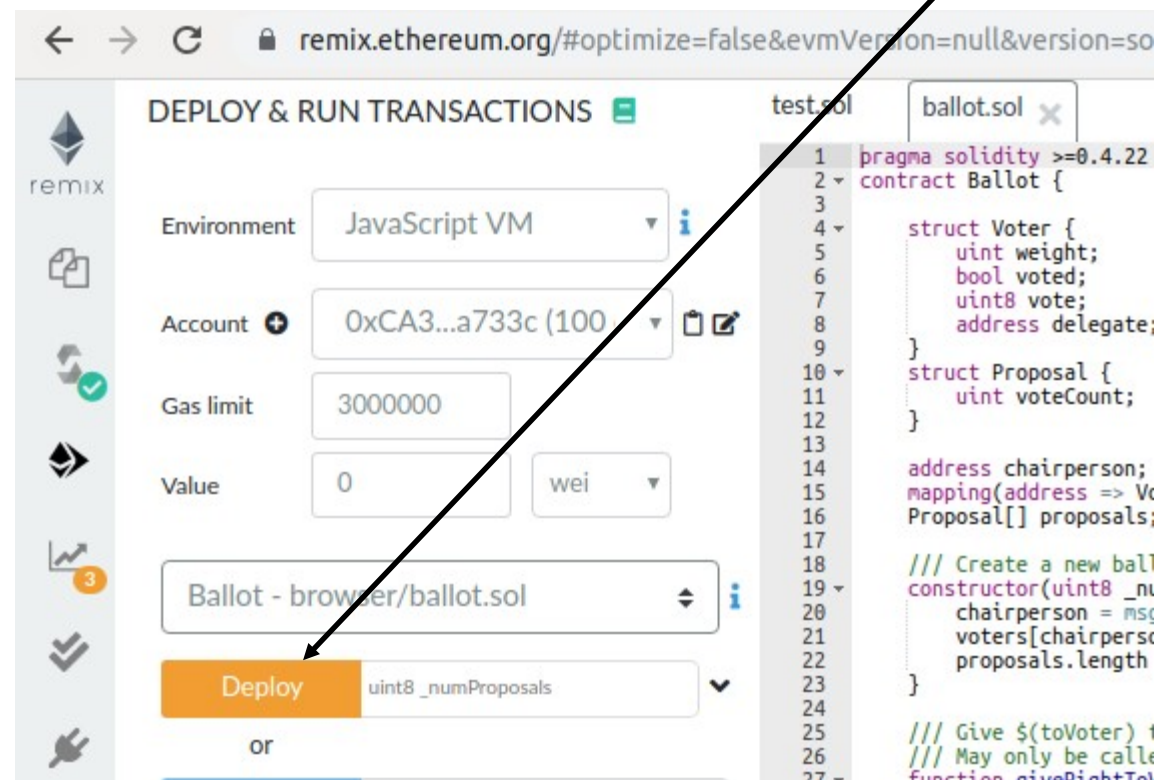 remix.ethereum.org/#optimize=false&evmVersion=null&version=so
remix
DEPLOY & RUN TRANSACTIONS
Environment
JavaScript VM
Account
0xCA3...a733c (100
Gas limit
3000000
Value
0
wei
3
Ballot - browser/ballot.sol
Deploy
uint8 _numProposals
or
test.sol
ballot.sol
1 pragma solidity >=0.4.22
2 contract Ballot {
3
4 struct Voter {
5 uint weight;
6 bool voted;
7 uint8 vote;
8 address delegate;
9 }
10 struct Proposal {
11 uint voteCount;
12 }
13
14 address chairperson;
15 mapping(address => Vo
16 Proposal[] proposals;
17
18 /// Create a new ball
19 constructor(uint8 _nu
20 chairperson = msg
21 voters[chairperso
22 proposals.length
23 }
24
25 /// Give $(toVoter) t
26 /// May only be calle
27 function giveRightToV